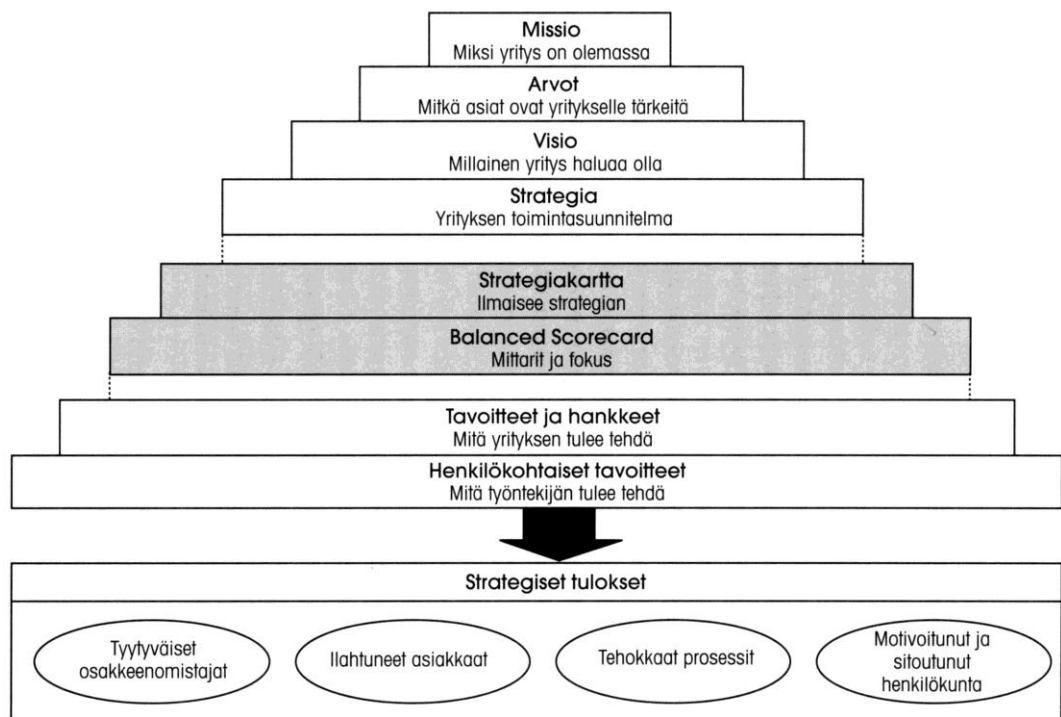 Missio
Miksi yritys on olemassa
Arvot
Mitkä asiat ovat yritykselle tärkeitä
Visio
Millainen yritys haluaa olla
Strategia
Yrityksen toimintasuunnitelma
Strategiakartta
Ilmaisee strategian
Balanced Scorecard
Mittarit ja fokus
Tavoitteet ja hankkeet
Mitä yrityksen tulee tehdä
Henkilökohtaiset tavoitteet
Mitä työntekijän tulee tehdä
Strategiset tulokset
Tyytyväiset
osakkeenomistajat
Ilahtuneet asiakkaat
Tehokkaat prosessit
Motivoitunut ja
sitoutunut
henkilökunta